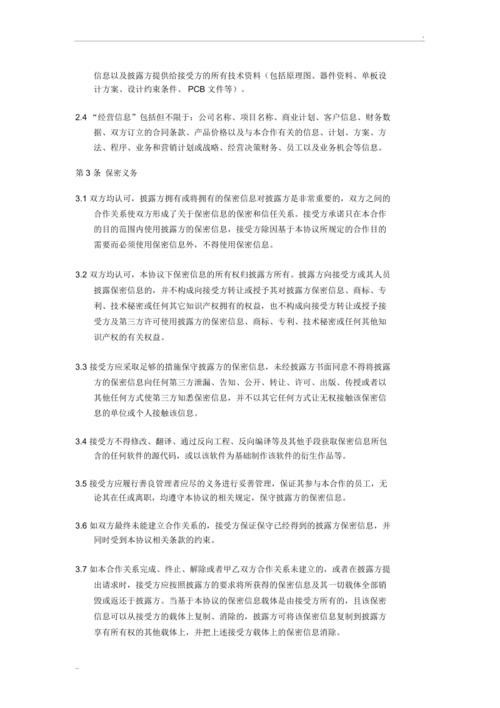 信息以及披露方提供给接受方的所有技术资料（包括原理图、器件资料、单板设
计方案、设计约束条件、 PCB 文件等）。
2.4 “经营信息”包括但不限于：公司名称、项目名称、商业计划、客户信息、财务数
据、双方订立的合同条款、产品价格以及与本合作有关的信息、计划、方案、方
法、程序、业务和营销计划或战略、经营决策财务、员工以及业务机会等信息。
第 3 条 保密义务
3.1 双方均认可，披露方拥有或将拥有的保密信息对披露方是非常重要的，双方之间的
合作关系使双方形成了关于保密信息的保密和信任关系。接受方承诺只在本合作
的目的范围内使用披露方的保密信息，接受方除因基于本协议所规定的合作目的
需要而必须使用保密信息外，不得使用保密信息。
3.2 双方均认可，本协议下保密信息的所有权归披露方所有。披露方向接受方或其人员
披露保密信息的，并不构成向接受方转让或授予其对披露方保密信息、商标、专
利、技术秘密或任何其它知识产权拥有的权益，也不构成向接受方转让或授予接
受方及第三方许可使用披露方的保密信息、商标、专利、技术秘密或任何其他知
识产权的有关权益。
3.3 接受方应采取足够的措施保守披露方的保密信息，未经披露方书面同意不得将披露
方的保密信息向任何第三方泄漏、告知、公开、转让、许可、出版、传授或者以
其他任何方式使第三方知悉保密信息，并不以其它任何方式让无权接触该保密信
息的单位或个人接触该信息。
3.4 接受方不得修改、翻译、通过反向工程、反向编译等及其他手段获取保密信息所包
含的任何软件的源代码，或以该软件为基础制作该软件的衍生作品等。
3.5 接受方应履行善良管理者应尽的义务进行妥善管理，保证其参与本合作的员工，无
论其在任或离职，均遵守本协议的相关规定，保守披露方的保密信息。
3.6 如双方最终未能建立合作关系的，接受方保证保守已经得到的披露方保密信息，并
同时受到本协议相关条款的约束。
3.7 如本合作关系完成、终止、解除或者甲乙双方合作关系未建立的，或者在披露方提
出请求时，接受方应按照披露方的要求将所获得的保密信息及其一切载体全部销
毁或返还于披露方。当基于本协议的保密信息载体是由接受方所有的，且该保密
信息可以从接受方的载体上复制、消除的，披露方可将该保密信息复制到披露方
享有所有权的其他载体上，并把上述接受方载体上的保密信息消除。